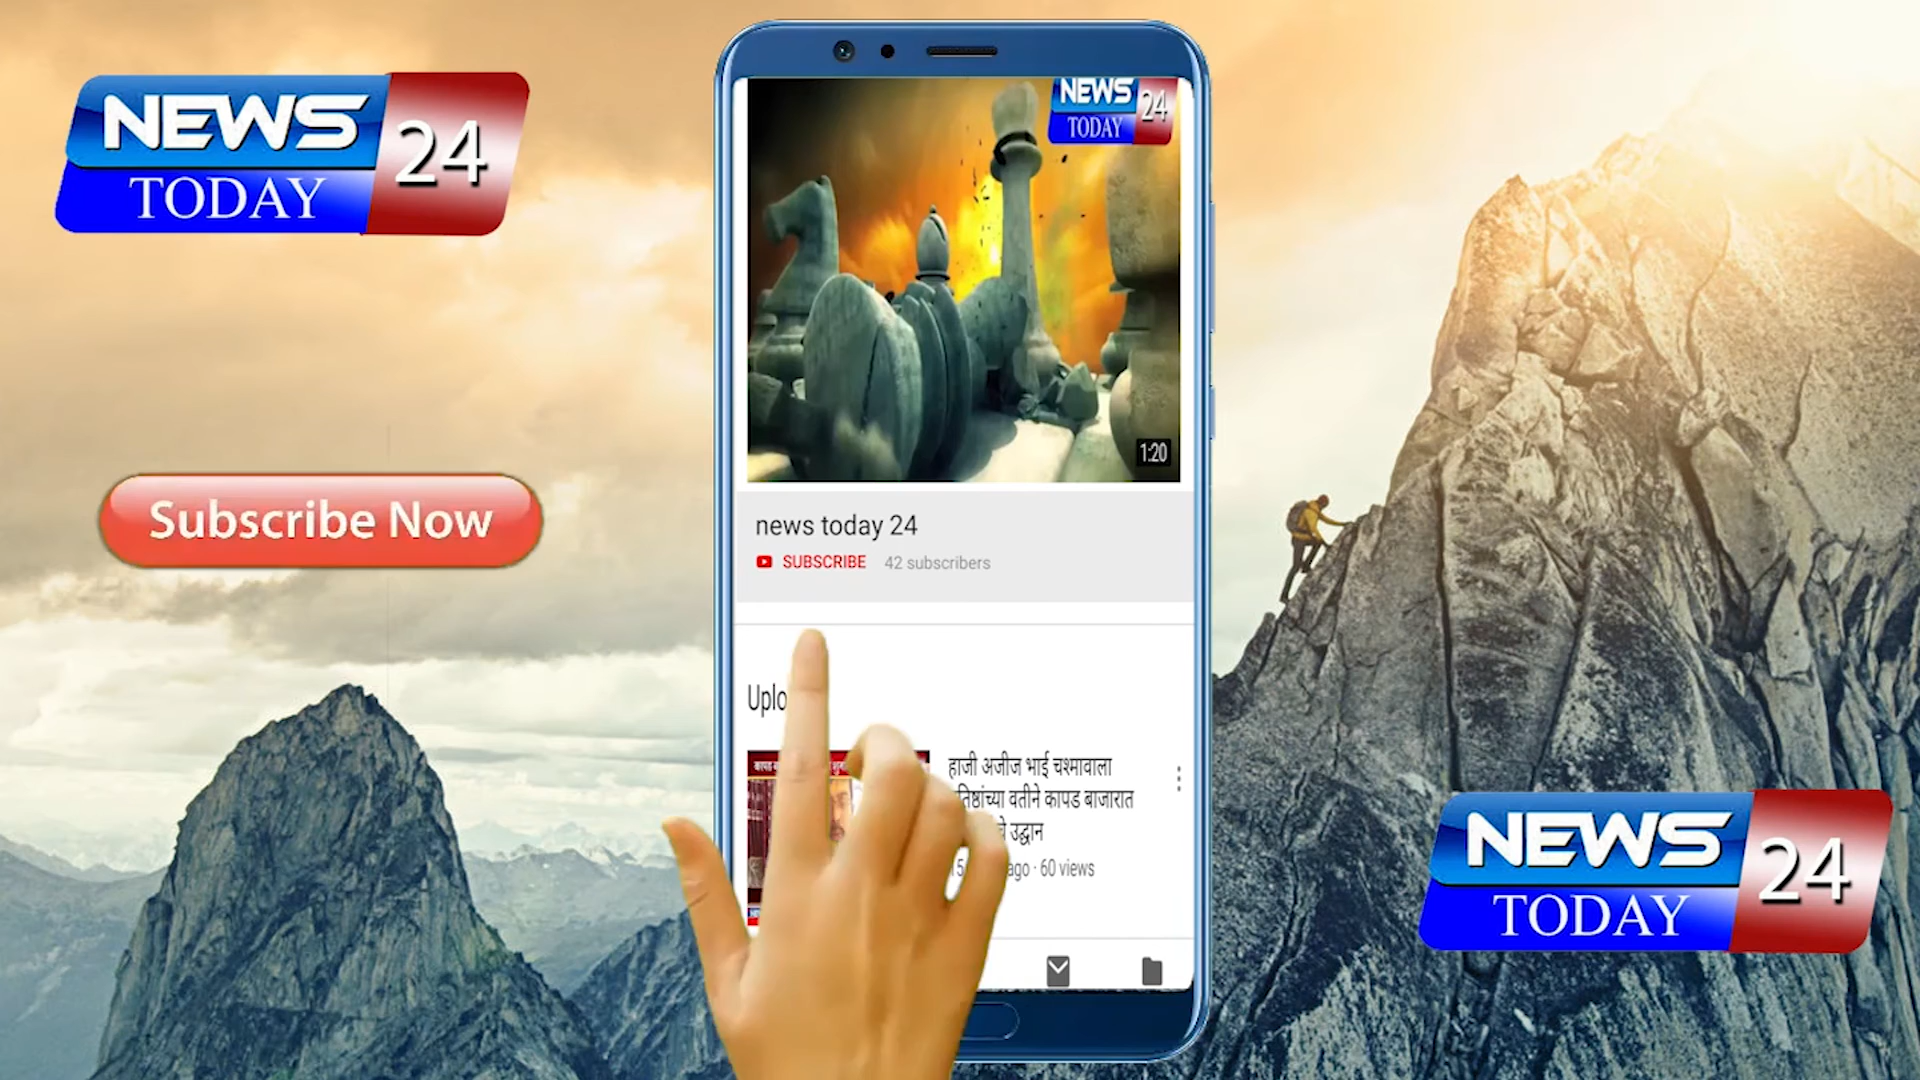 NEWS
24
TODAY
Subscribe Now
NEWS
24
TODAY
1:20
news today 24
SUBSCRIBE 42 subscribers
हाजी अजीज भाई चश्मावाला
वतीने कापड बाजारात
उद्घान
ago · 60 views
NEWS
24
TODAY